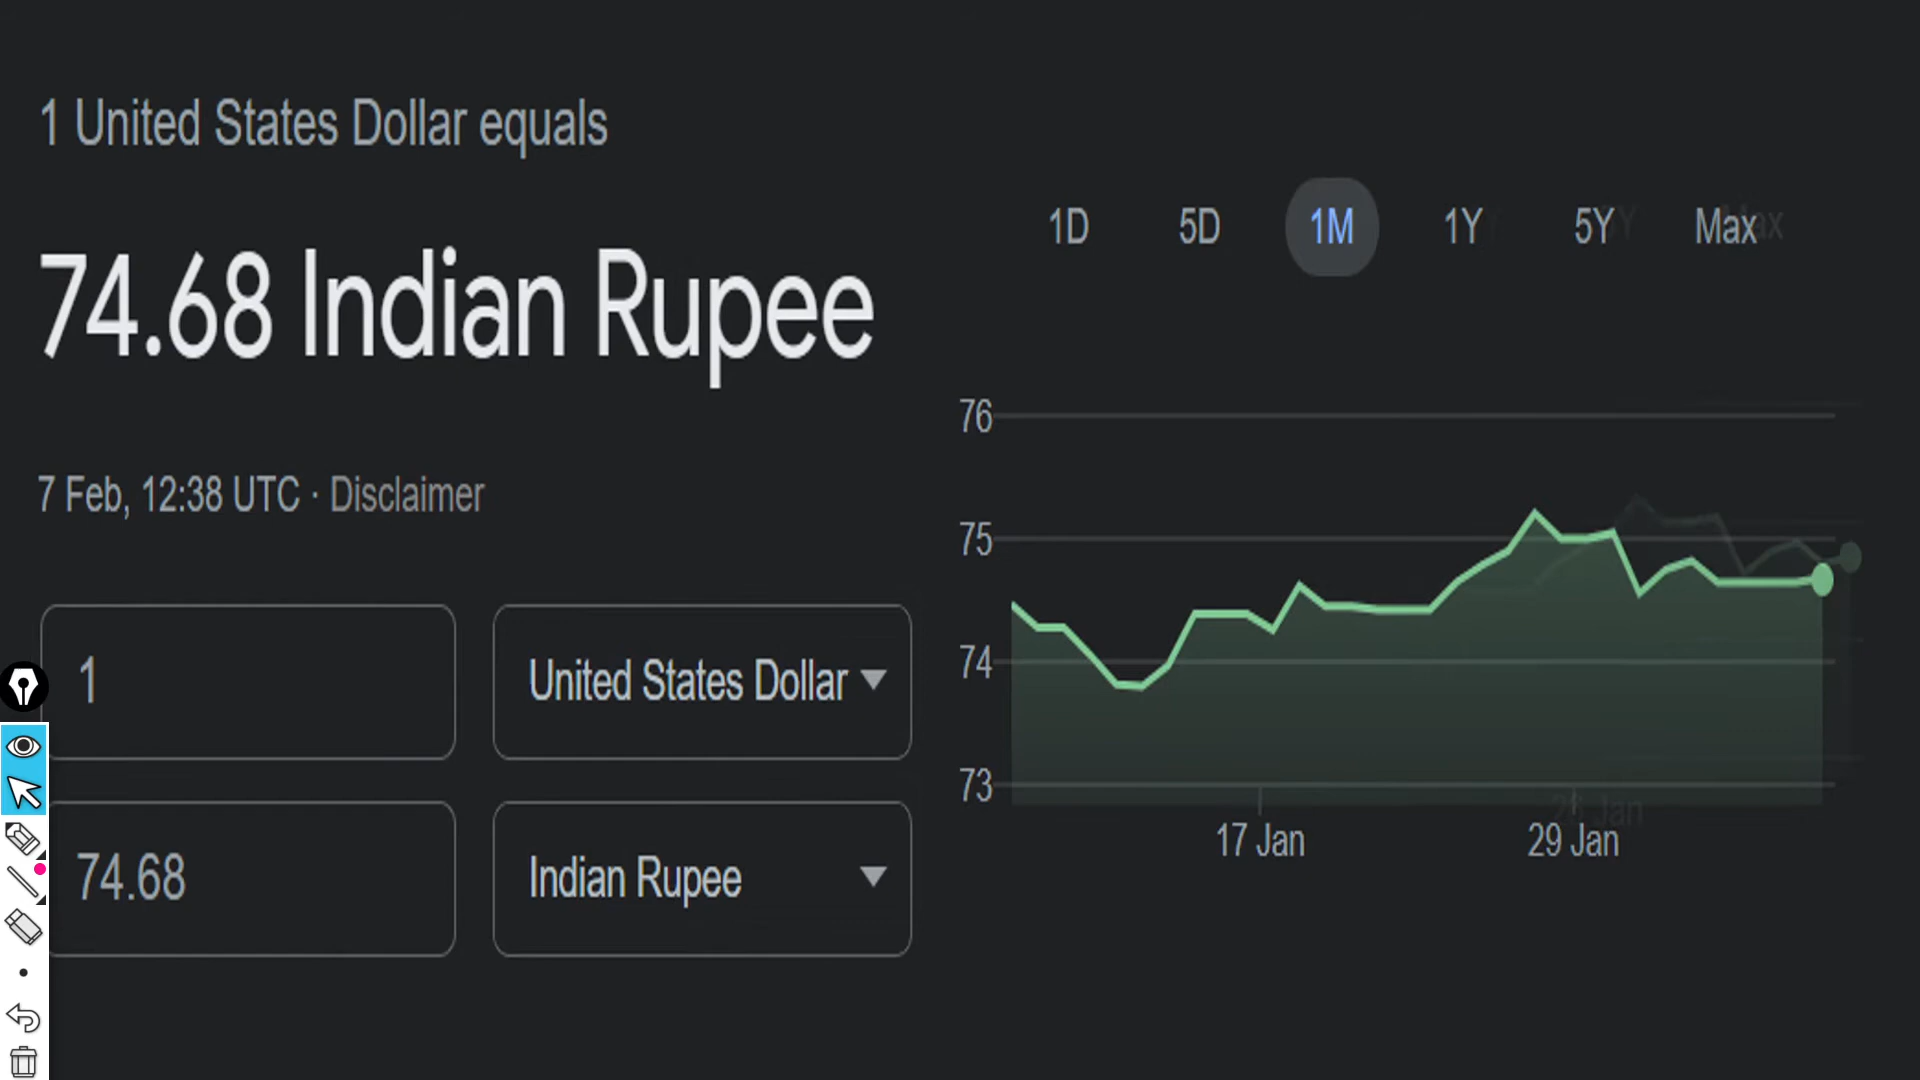 1 United States Dollar equals
74.68 Indian Rupee
7 Feb, 12:38 UTC · Disclaimer
1
United States Dollar
74.68
Indian Rupee
1D 5D 1M 1Y 5Y Max
76
75
74
73
17 Jan 29 Jan